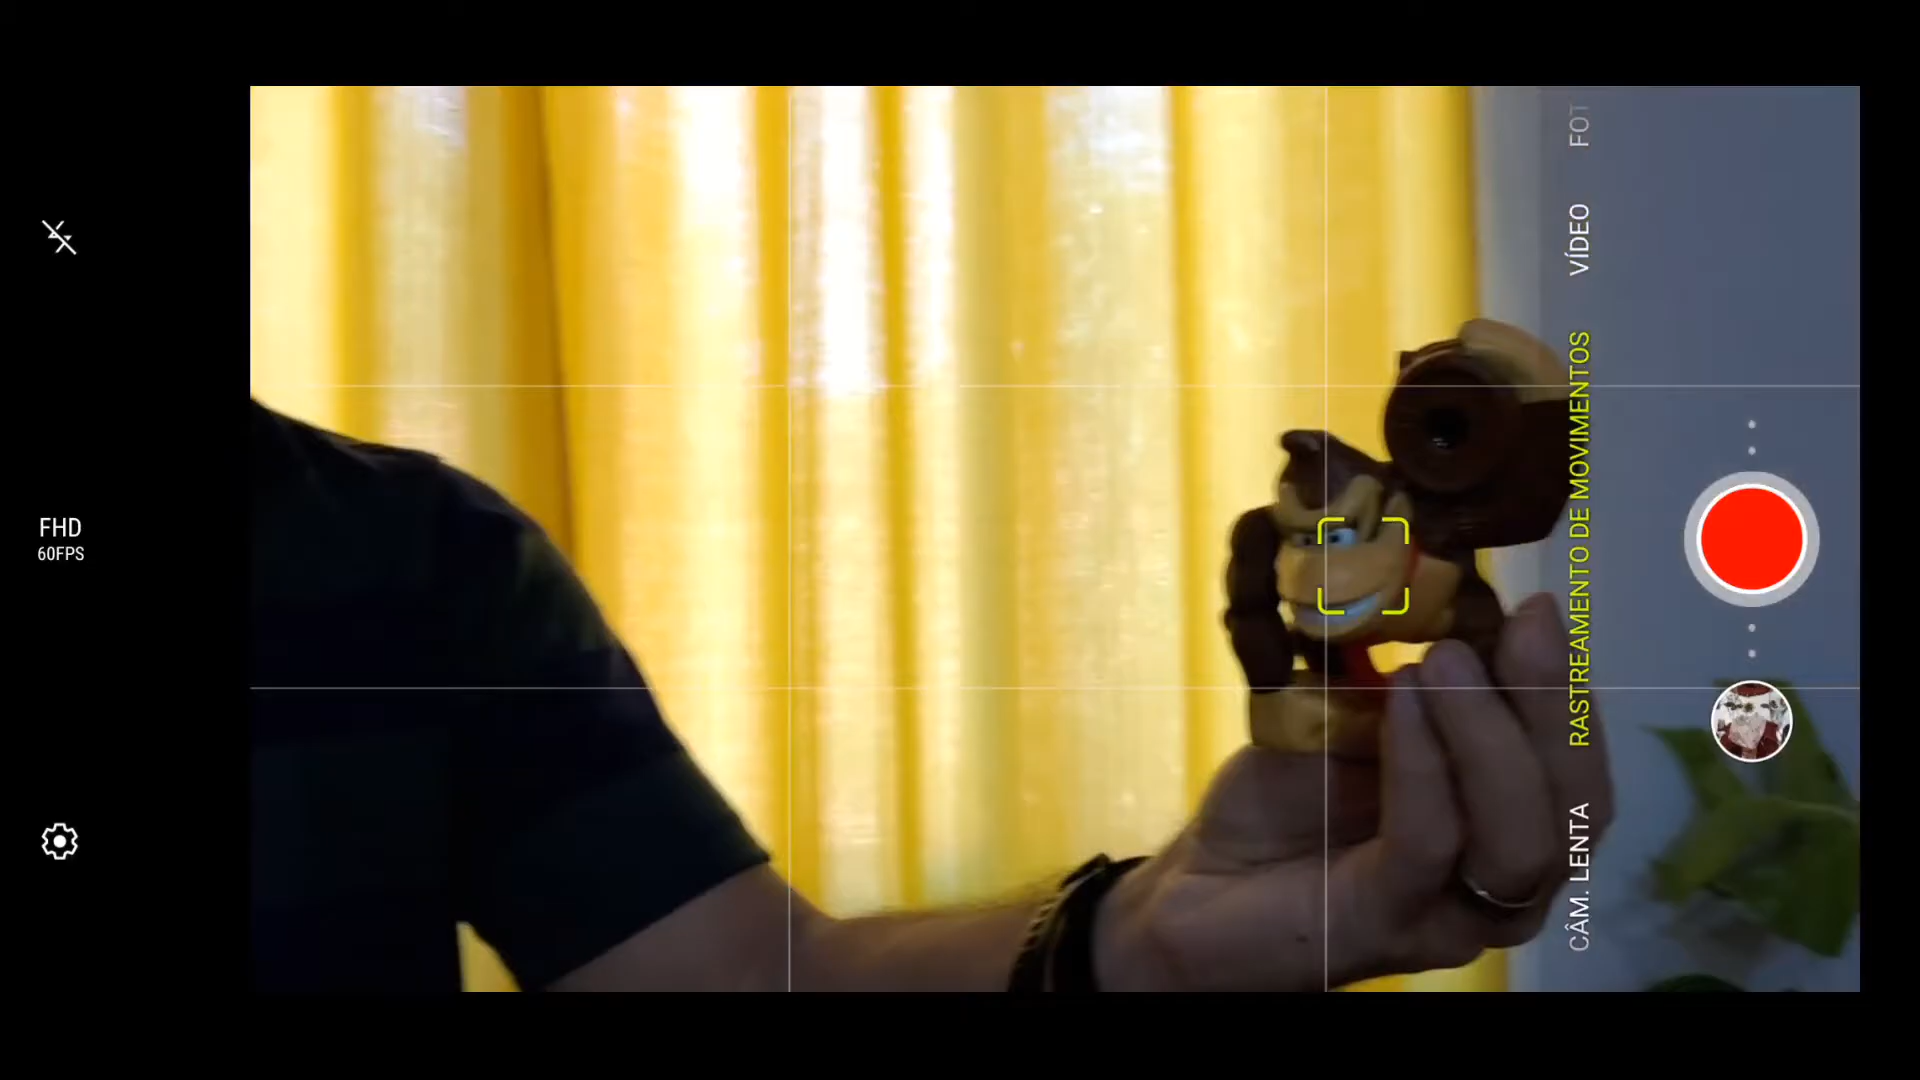 FHD
60FPS
FOT
VÍDEO
RASTREAMENTO DE MOVIMENTOS
CÂM. LENTA